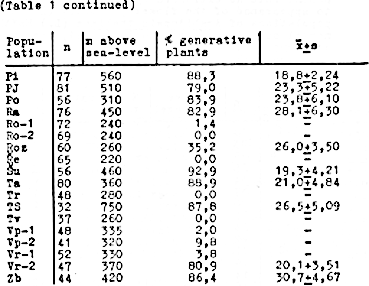 (Table 1 continued)
Popu- n m above % generative x̄±s
lation sea-level plants
Pi 77 560 88,3 18,8±2,24
PJ 81 510 79,0 23,3±5,22
Po 56 310 83,9 23,8±6,10
Ra 76 450 82,9 28,1±6,30
Ro-1 72 240 1,4 –
Ro-2 69 240 0,0 –
Roz 60 260 35,2 26,0±3,50
Se 65 220 0,0 –
Su 56 460 92,9 19,3±4,21
Ta 80 360 88,9 21,0±4,84
Tr 48 280 0,0 –
TS 32 750 87,8 26,5±5,09
Tv 37 260 0,0 –
Vp-1 48 335 2,0 –
Vp-2 41 320 9,8 –
Vr-1 52 330 3,8 –
Vr-2 47 370 80,9 20,1±3,51
Zb 44 420 86,4 30,7±4,67